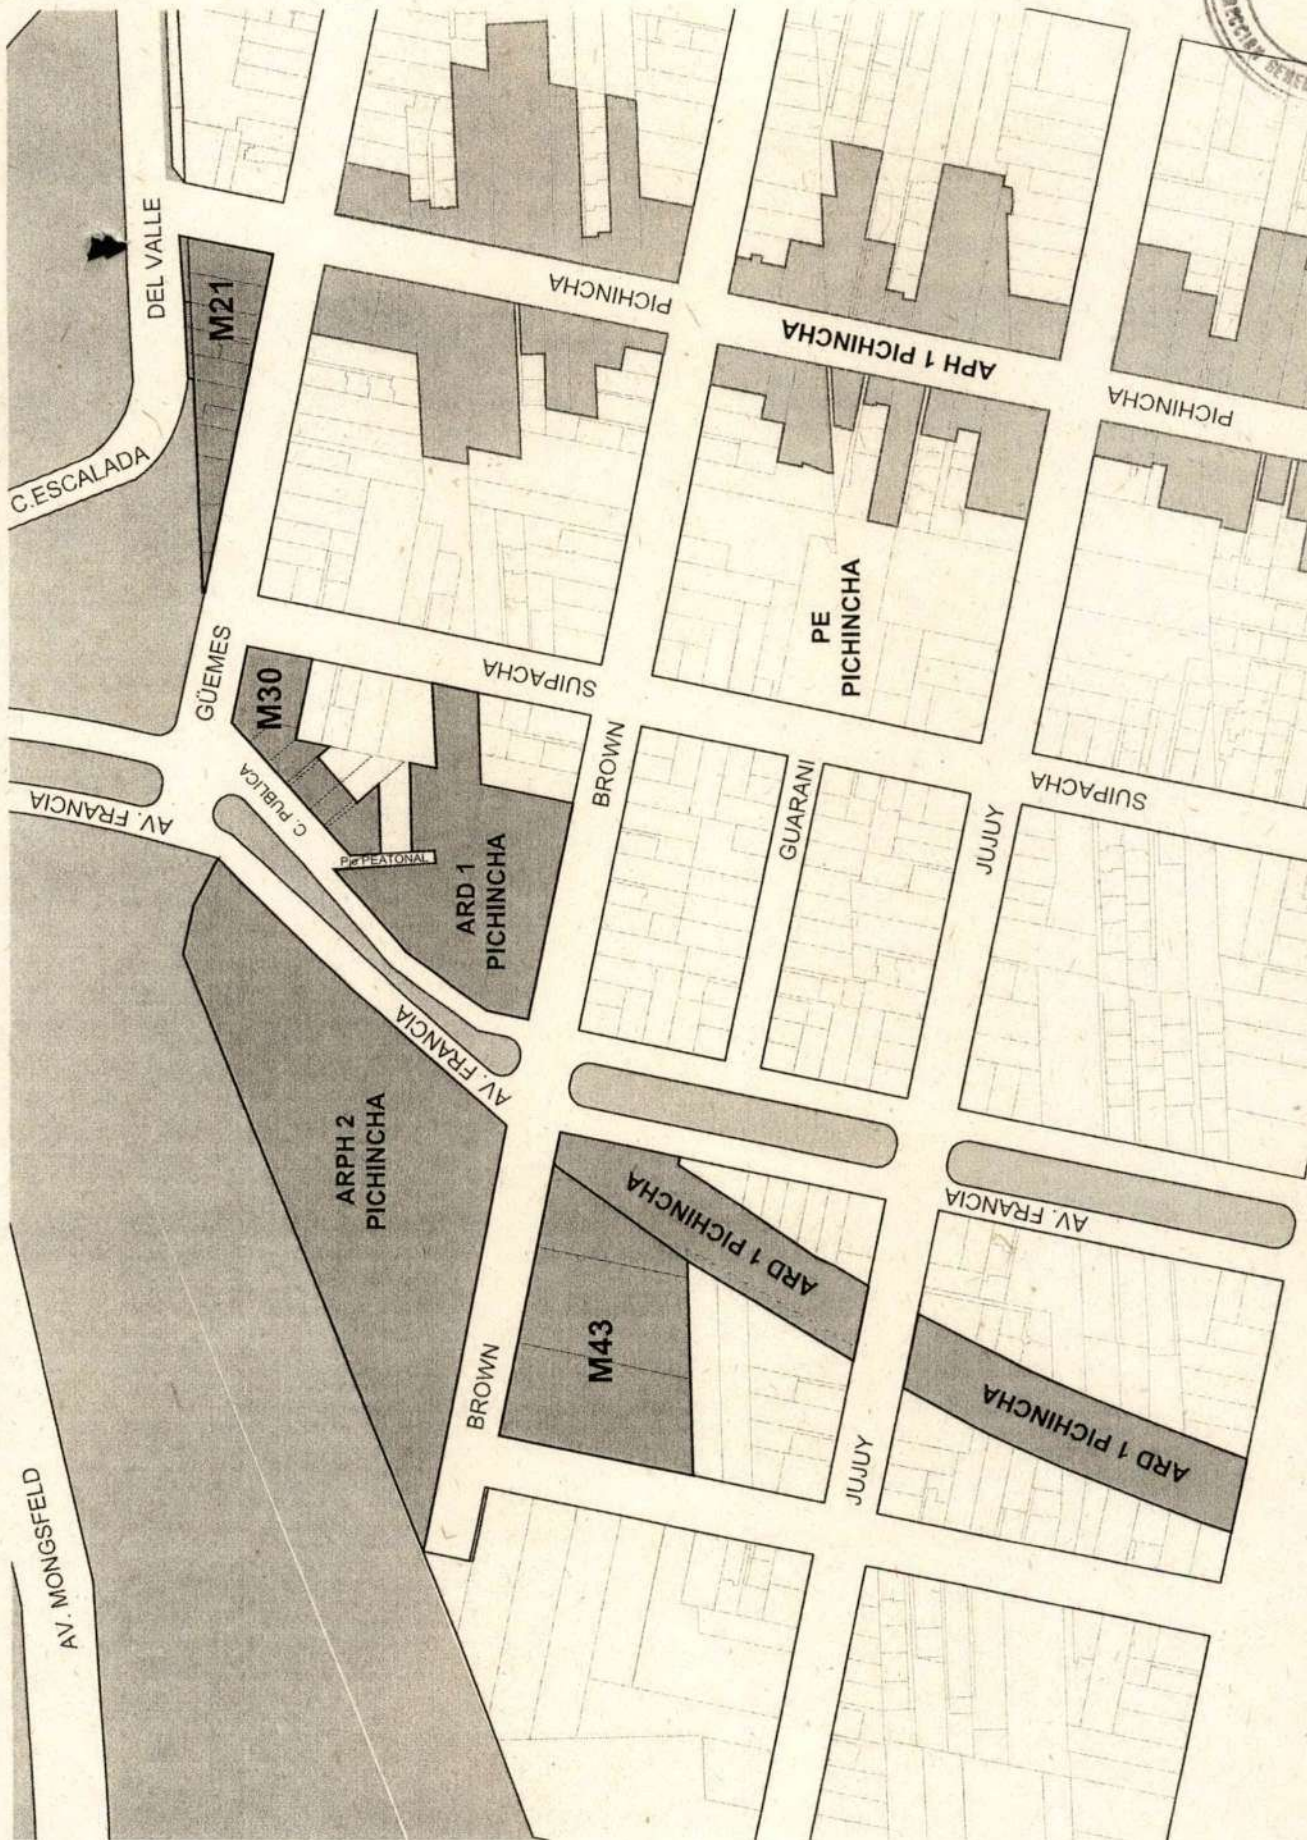 DEL VALLE
M21
C.ESCALADA
GÜEMES
M30
AV. FRANCIA
C. PUBLICA
Pje PEATONAL
ARD 1
PICHINCHA
PICHINCHA
APH 1 PICHINCHA
PICHINCHA
PE
PICHINCHA
SUIPACHA
BROWN
GUARANI
JUJUY
SUIPACHA
AV. FRANCIA
ARPH 2
PICHINCHA
ARD 1 PICHINCHA
AV. FRANCIA
M43
BROWN
JUJUY
ARD 1 PICHINCHA
AV. MONGSFELD